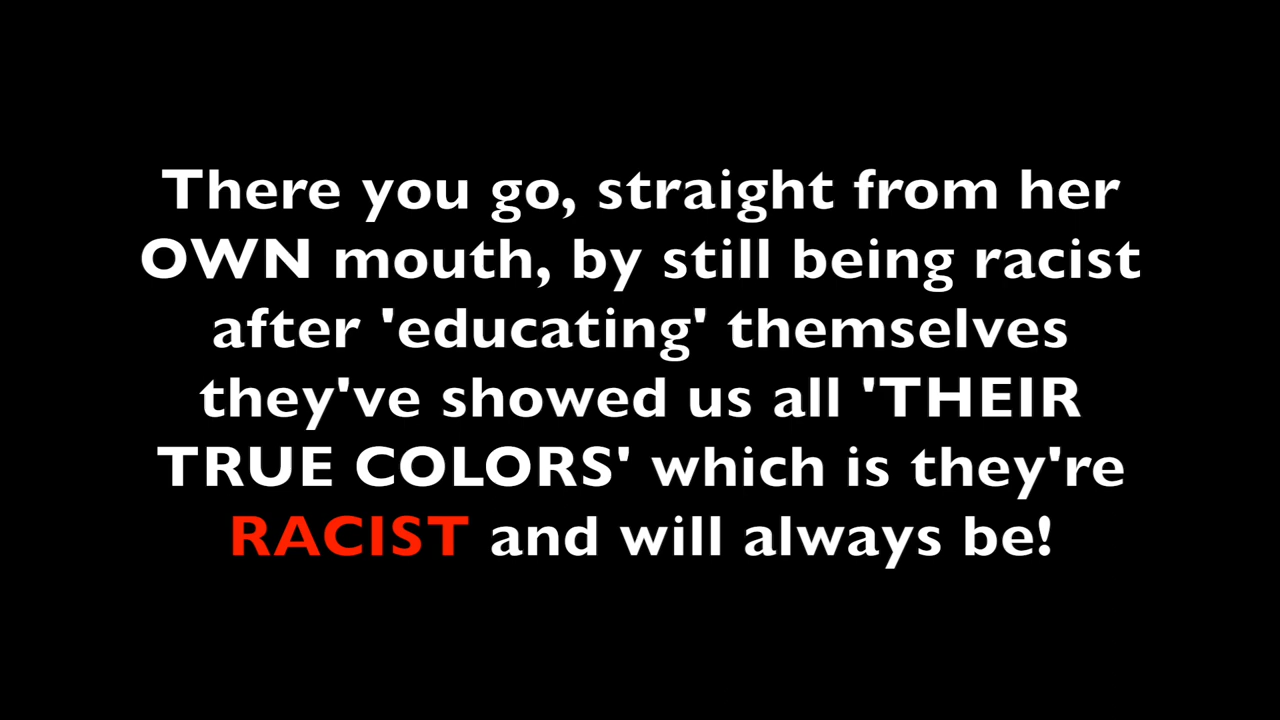 There you go, straight from her
OWN mouth, by still being racist
after 'educating' themselves
they've showed us all 'THEIR
TRUE COLORS' which is they're
RACIST and will always be!